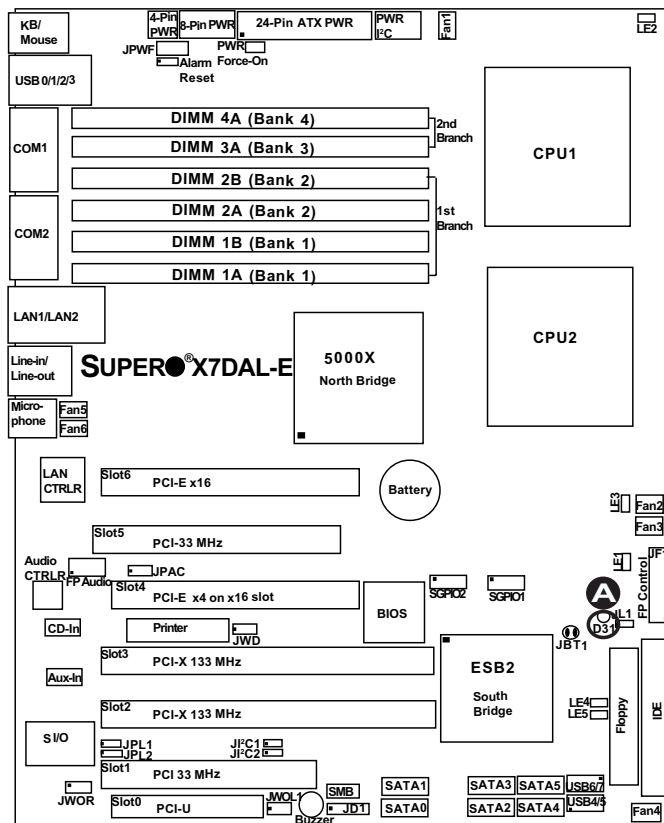 KB/
Mouse
4-Pin
PWR
8-Pin PWR
24-Pin ATX PWR
PWR
I²C
Fan1
LE2
JPWF
Alarm
Reset
PWR
Force-On
USB 0/1/2/3
COM1
COM2
DIMM 4A (Bank 4)
DIMM 3A (Bank 3)
DIMM 2B (Bank 2)
DIMM 2A (Bank 2)
DIMM 1B (Bank 1)
DIMM 1A (Bank 1)
2nd
Branch
1st
Branch
CPU1
CPU2
LAN1/LAN2
Line-in/
Line-out
SUPER®X7DAL-E
5000X
North Bridge
Micro-
phone
Fan5
Fan6
LAN
CTRLR
Slot6
PCI-E x16
Battery
LE3
Fan2
Fan3
Slot5
PCI-33 MHz
Audio
CTRLR
FP Audio
JPAC
Slot4
PCI-E x4 on x16 slot
BIOS
SGPIO2
SGPIO1
LE1
A
JF1
FP Control
JL1
D31
JBT1
CD-In
Printer
JWD
Slot3
PCI-X 133 MHz
ESB2
South
Bridge
Aux-In
Slot2
PCI-X 133 MHz
LE4
LE5
Floppy
IDE
S I/O
JPL1
JPL2
JI²C1
JI²C2
Slot1
PCI 33 MHz
JWOR
Slot0
PCI-U
JWOL1
Buzzer
SMB
JD1
SATA1
SATA0
SATA3
SATA2
SATA5
SATA4
USB6/7
USB4/5
Fan4